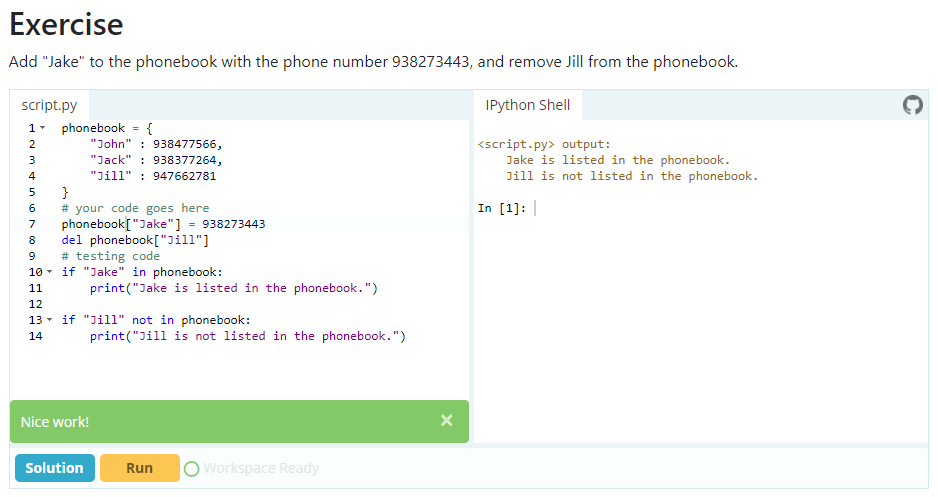 Exercise
Add "Jake" to the phonebook with the phone number 938273443, and remove Jill from the phonebook.
script.py
1 phonebook = {
2     "John" : 938477566,
3     "Jack" : 938377264,
4     "Jill" : 947662781
5 }
6 # your code goes here
7 phonebook["Jake"] = 938273443
8 del phonebook["Jill"]
9 # testing code
10 if "Jake" in phonebook:
11     print("Jake is listed in the phonebook.")
12
13 if "Jill" not in phonebook:
14     print("Jill is not listed in the phonebook.")
Nice work!
Solution Run Workspace Ready
IPython Shell
<script.py> output:
    Jake is listed in the phonebook.
    Jill is not listed in the phonebook.
In [1]: